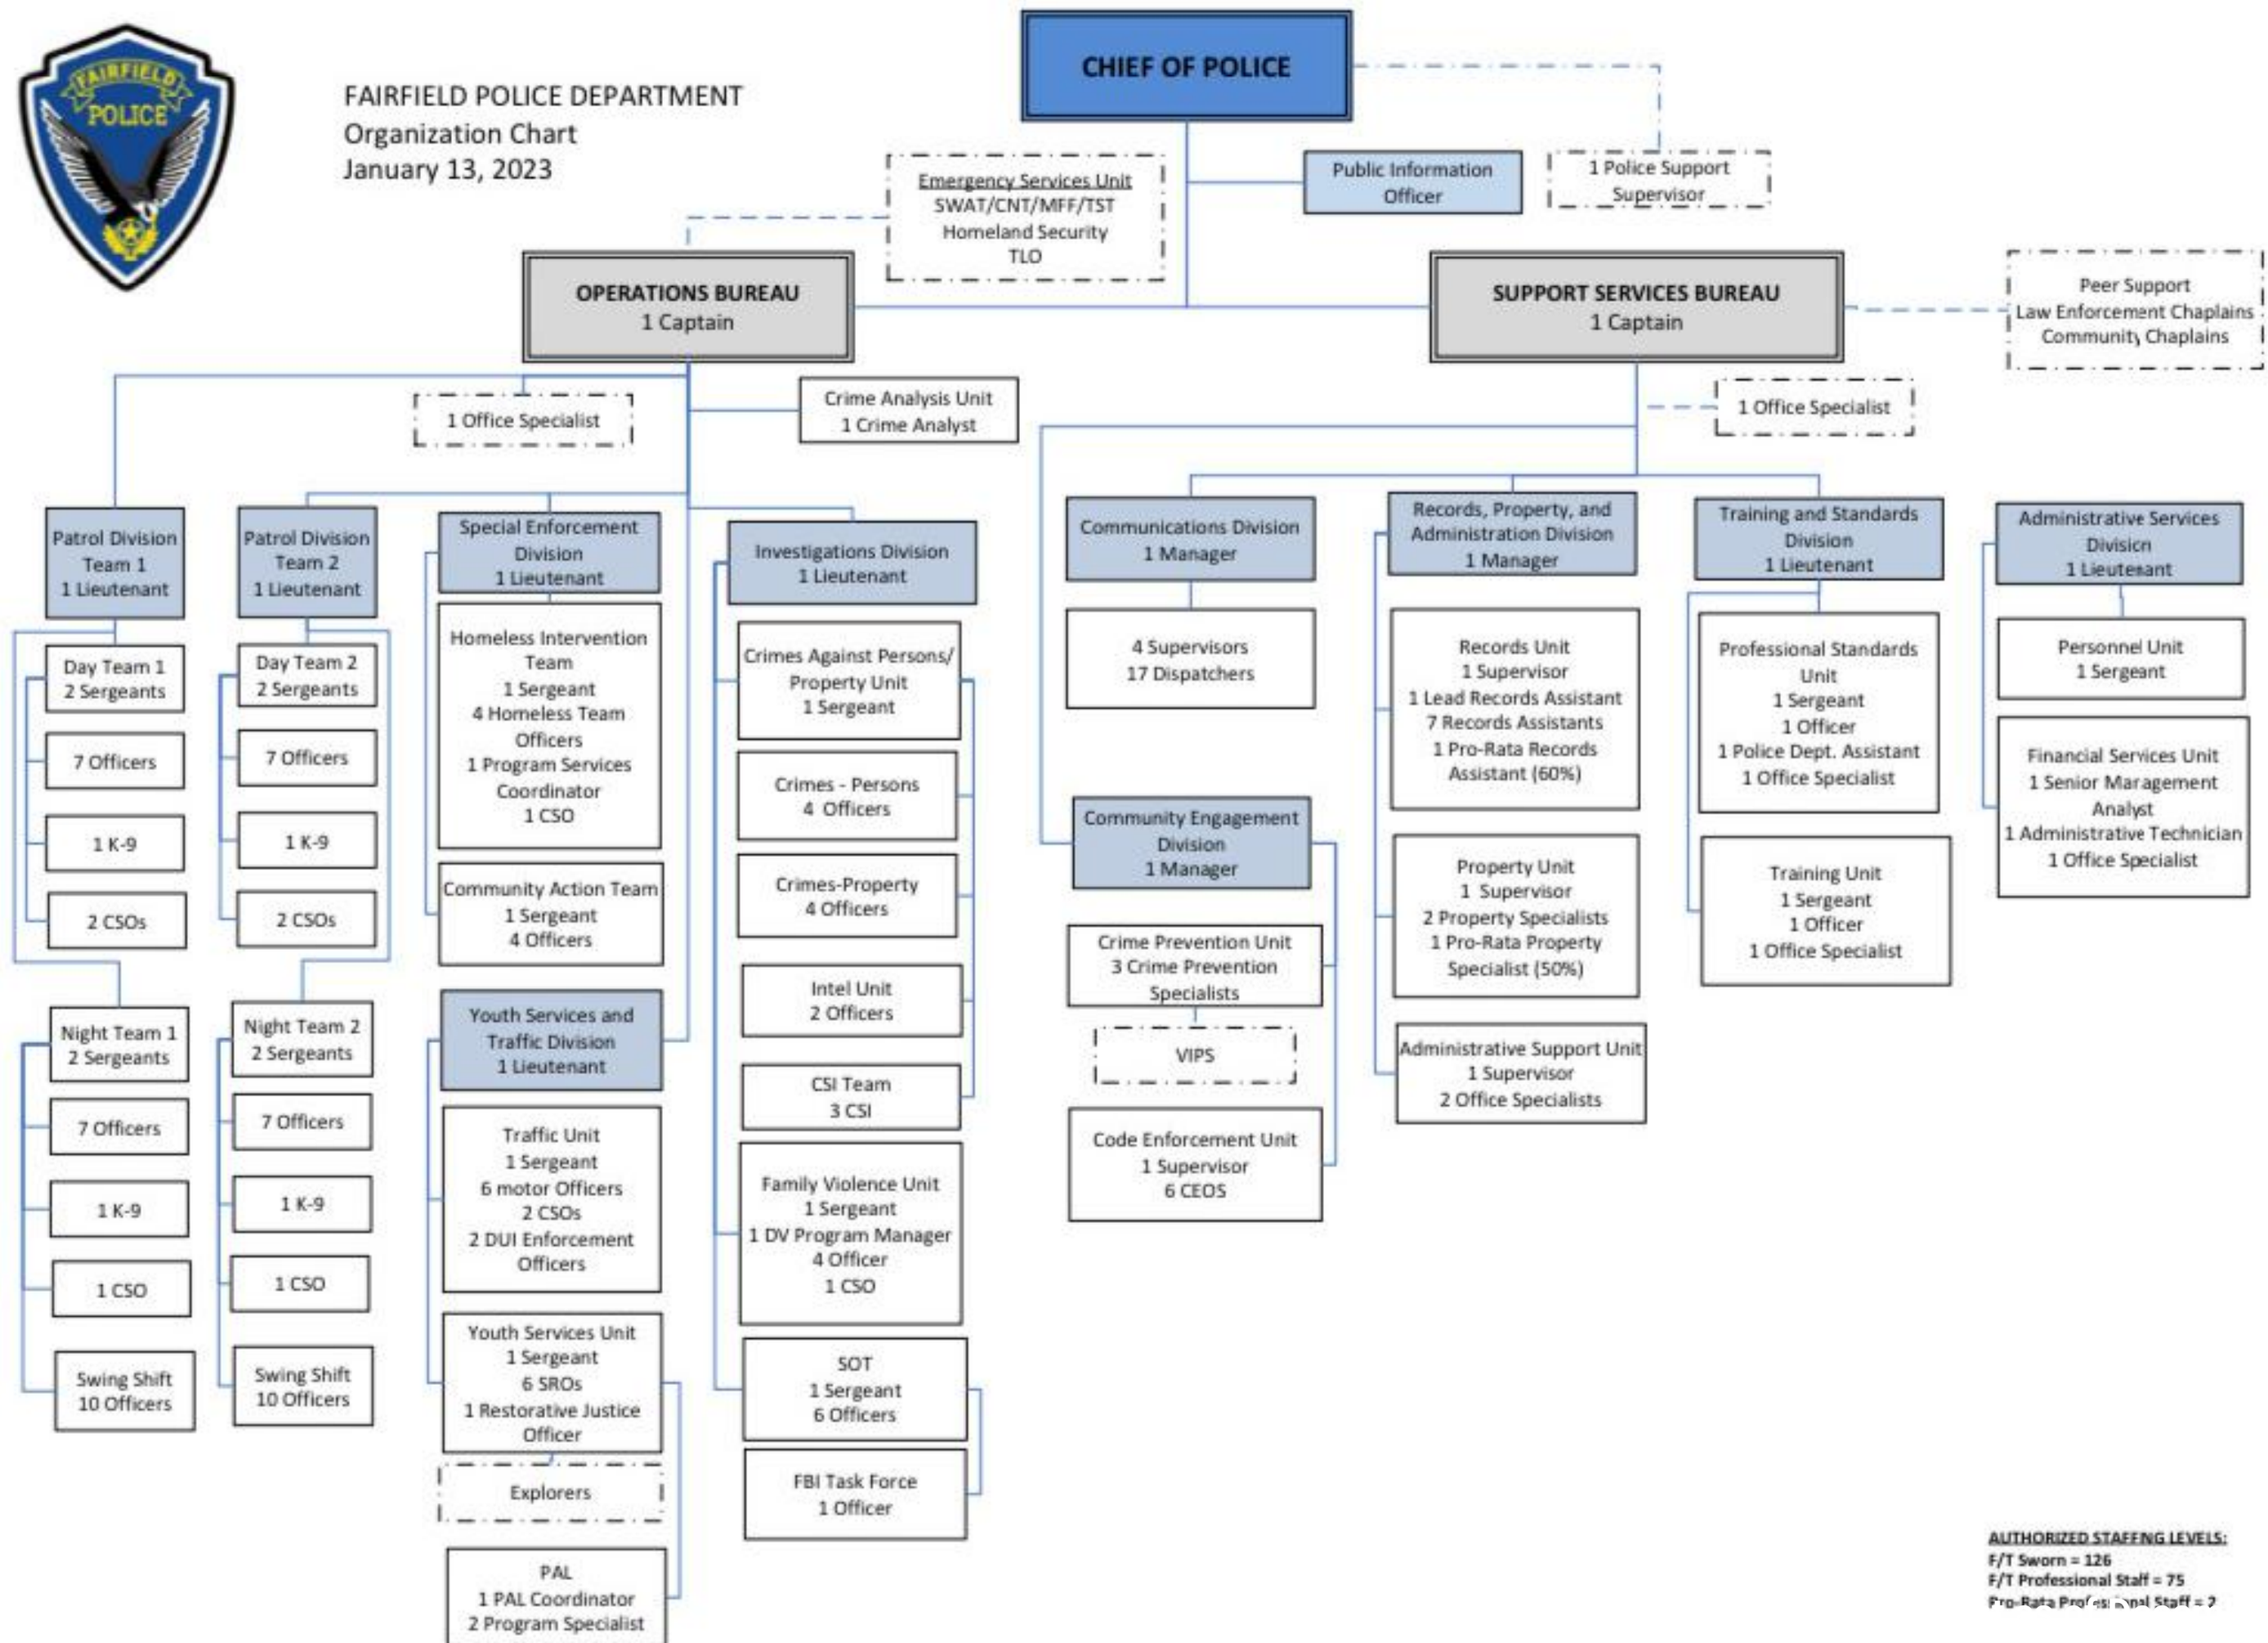 FAIRFIELD
POLICE
FAIRFIELD POLICE DEPARTMENT
Organization Chart
January 13, 2023
CHIEF OF POLICE
Emergency Services Unit
SWAT/CNT/MFF/TST
Homeland Security
TLO
Public Information
Officer
1 Police Support
Supervisor
OPERATIONS BUREAU
1 Captain
SUPPORT SERVICES BUREAU
1 Captain
Peer Support
Law Enforcement Chaplains
Community Chaplains
1 Office Specialist
Crime Analysis Unit
1 Crime Analyst
1 Office Specialist
Patrol Division
Team 1
1 Lieutenant
Day Team 1
2 Sergeants
7 Officers
1 K-9
2 CSOs
Night Team 1
2 Sergeants
7 Officers
1 K-9
1 CSO
Swing Shift
10 Officers
Patrol Division
Team 2
1 Lieutenant
Day Team 2
2 Sergeants
7 Officers
1 K-9
2 CSOs
Night Team 2
2 Sergeants
7 Officers
1 K-9
1 CSO
Swing Shift
10 Officers
Special Enforcement
Division
1 Lieutenant
Homeless Intervention
Team
1 Sergeant
4 Homeless Team
Officers
1 Program Services
Coordinator
1 CSO
Community Action Team
1 Sergeant
4 Officers
Youth Services and
Traffic Division
1 Lieutenant
Traffic Unit
1 Sergeant
6 motor Officers
2 CSOs
2 DUI Enforcement
Officers
Youth Services Unit
1 Sergeant
6 SROs
1 Restorative Justice
Officer
Explorers
PAL
1 PAL Coordinator
2 Program Specialist
Investigations Division
1 Lieutenant
Crimes Against Persons/
Property Unit
1 Sergeant
Crimes - Persons
4 Officers
Crimes-Property
4 Officers
Intel Unit
2 Officers
CSI Team
3 CSI
Family Violence Unit
1 Sergeant
1 DV Program Manager
4 Officer
1 CSO
SOT
1 Sergeant
6 Officers
FBI Task Force
1 Officer
Communications Division
1 Manager
4 Supervisors
17 Dispatchers
Community Engagement
Division
1 Manager
Crime Prevention Unit
3 Crime Prevention
Specialists
VIPS
Code Enforcement Unit
1 Supervisor
6 CEOS
Records, Property, and
Administration Division
1 Manager
Records Unit
1 Supervisor
1 Lead Records Assistant
7 Records Assistants
1 Pro-Rata Records
Assistant (60%)
Property Unit
1 Supervisor
2 Property Specialists
1 Pro-Rata Property
Specialist (50%)
Administrative Support Unit
1 Supervisor
2 Office Specialists
Training and Standards
Division
1 Lieutenant
Professional Standards
Unit
1 Sergeant
1 Officer
1 Police Dept. Assistant
1 Office Specialist
Training Unit
1 Sergeant
1 Officer
1 Office Specialist
Administrative Services
Division
1 Lieutenant
Personnel Unit
1 Sergeant
Financial Services Unit
1 Senior Management
Analyst
1 Administrative Technician
1 Office Specialist
AUTHORIZED STAFFNG LEVELS:
F/T Sworn = 126
F/T Professional Staff = 75
Pro-Rata Professional Staff = 2